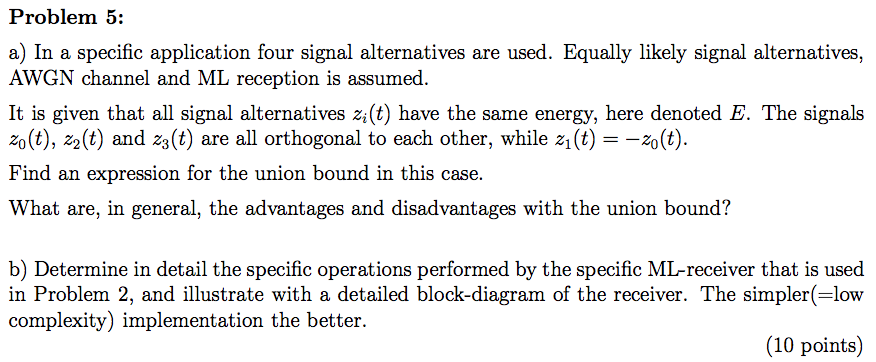 Problem 5:
a) In a specific application four signal alternatives are used. Equally likely signal alternatives,
AWGN channel and ML reception is assumed.
It is given that all signal alternatives z_i(t) have the same energy, here denoted E. The signals
z_0(t), z_2(t) and z_3(t) are all orthogonal to each other, while z_1(t) = −z_0(t).
Find an expression for the union bound in this case.
What are, in general, the advantages and disadvantages with the union bound?
b) Determine in detail the specific operations performed by the specific ML-receiver that is used
in Problem 2, and illustrate with a detailed block-diagram of the receiver. The simpler(=low
complexity) implementation the better.
(10 points)